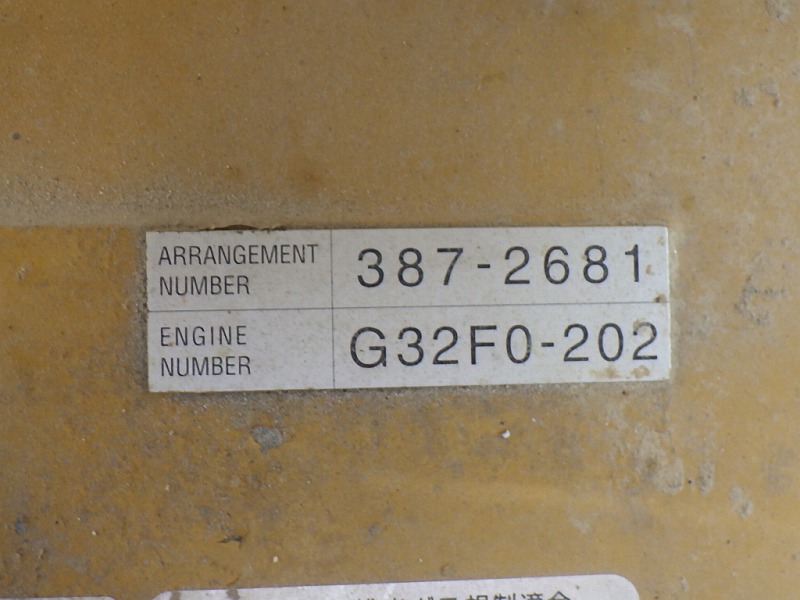 ARRANGEMENT
NUMBER
387-2681
ENGINE
NUMBER
G32F0-202